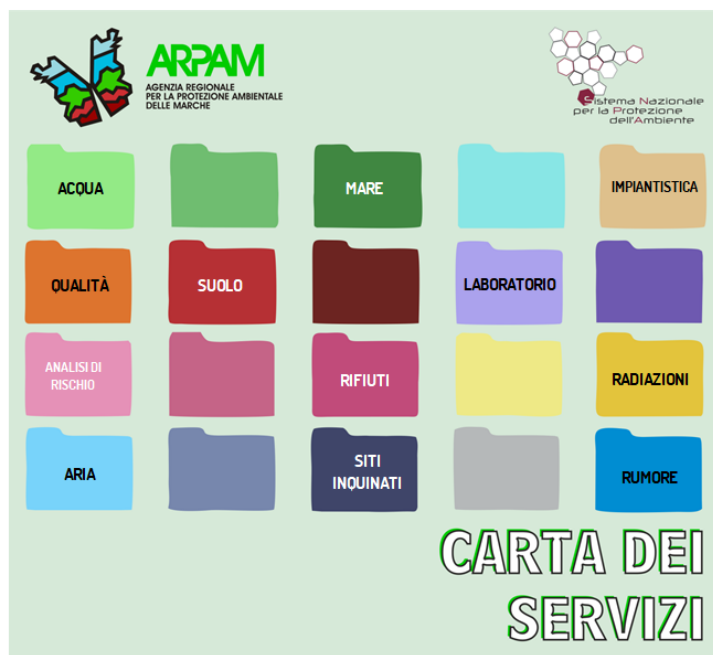 ARPAM
AGENZIA REGIONALE
PER LA PROTEZIONE AMBIENTALE
DELLE MARCHE
Sistema Nazionale
per la Protezione
dell'Ambiente
ACQUA
MARE
IMPIANTISTICA
QUALITÀ
SUOLO
LABORATORIO
ANALISI DI
RISCHIO
RIFIUTI
RADIAZIONI
ARIA
SITI
INQUINATI
RUMORE
CARTA DEI
SERVIZI